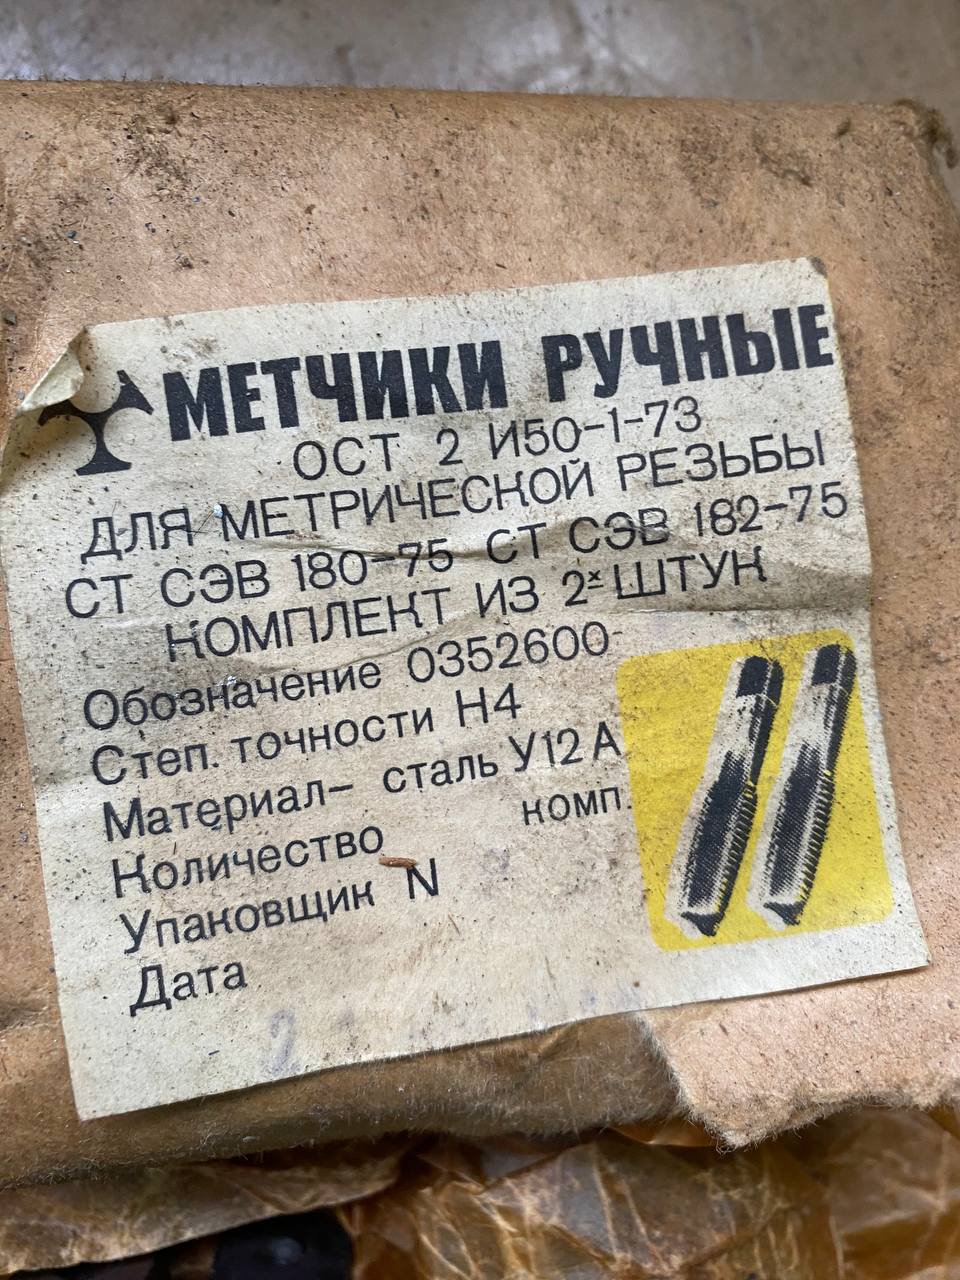 МЕТЧИКИ РУЧНЫЕ
ОСТ 2 И50-1-73
ДЛЯ МЕТРИЧЕСКОЙ РЕЗЬБЫ
СТ СЭВ 180-75 СТ СЭВ 182-75
КОМПЛЕКТ ИЗ 2х ШТУК
Обозначение 0352600
Степ. точности Н4
Материал- сталь У12А
Количество комп.
Упаковщик N
Дата